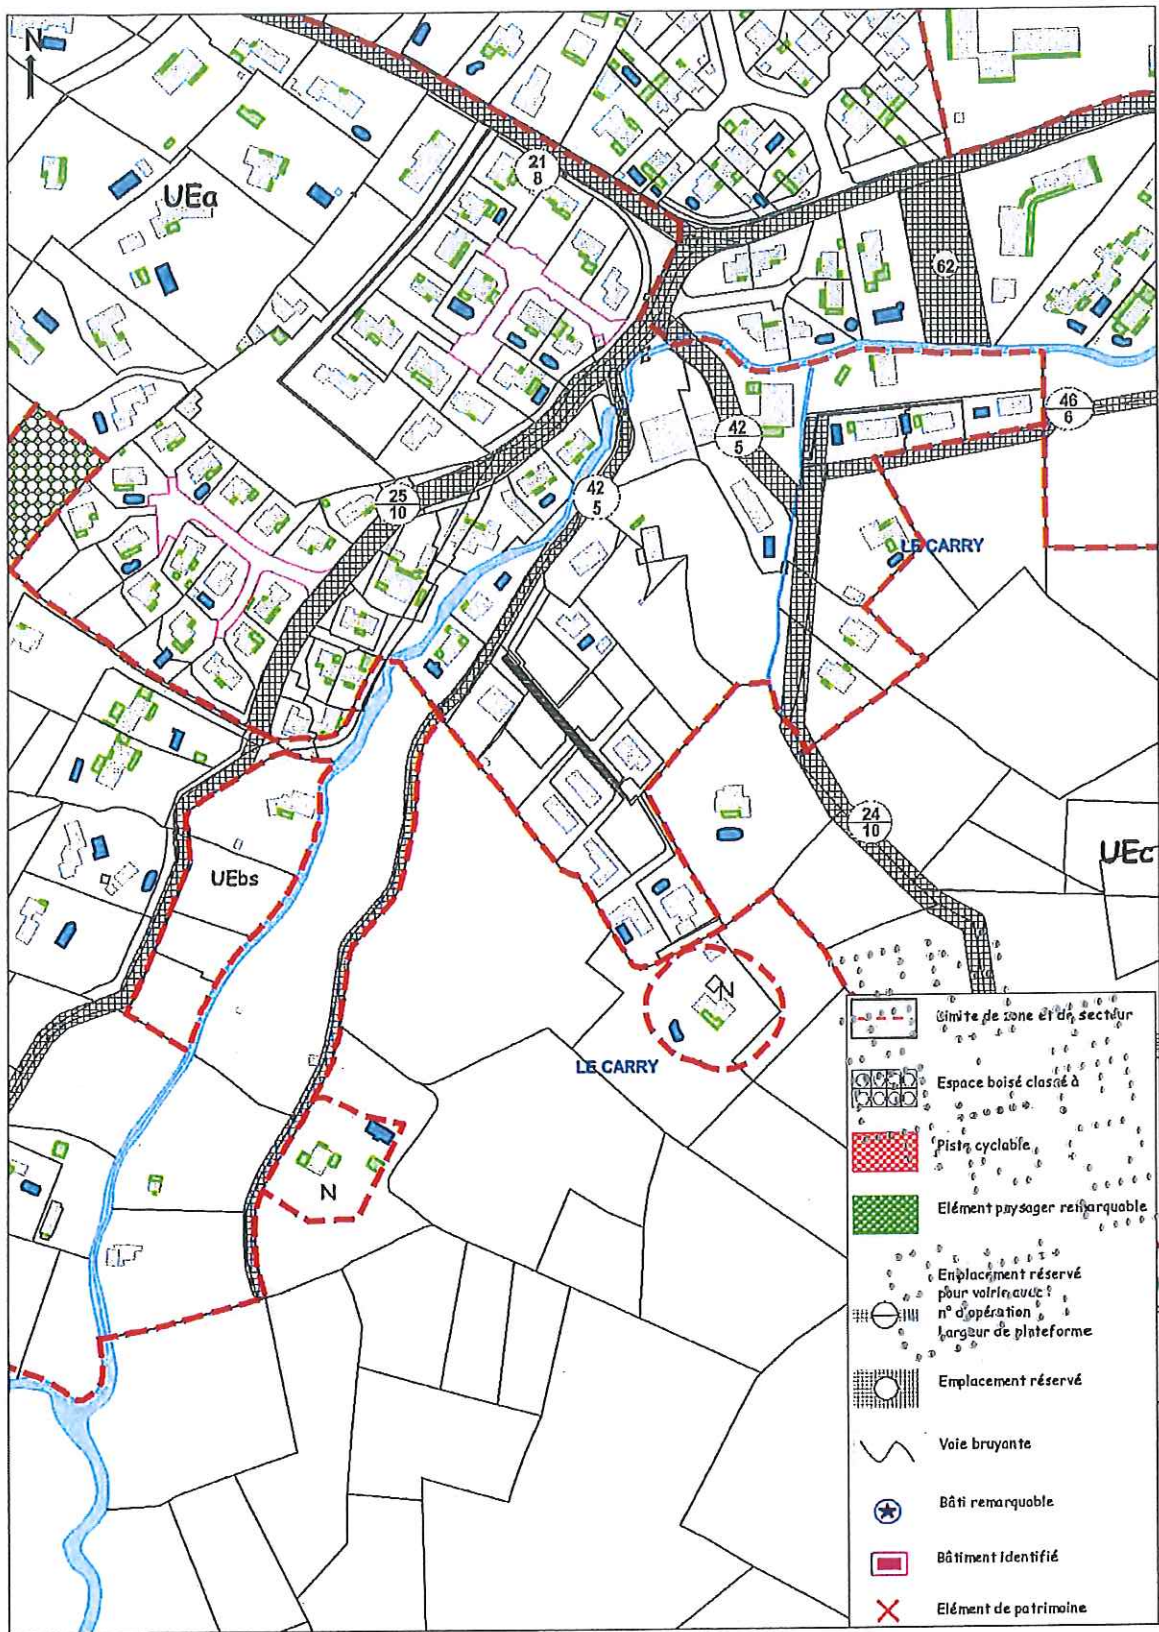 N
UEa
21
8
62
46
6
42
5
25
10
42
5
LE CARRY
24
10
UEc
UEbs
N
LE CARRY
N
Limite de zone et de secteur
Espace boisé classé à
Piste cyclable
Elément paysager remarquable
Emplacement réservé
pour voirie avec :
n° d'opération
Largeur de plateforme
Emplacement réservé
Voie bruyante
Bâti remarquable
Bâtiment identifié
Elément de patrimoine